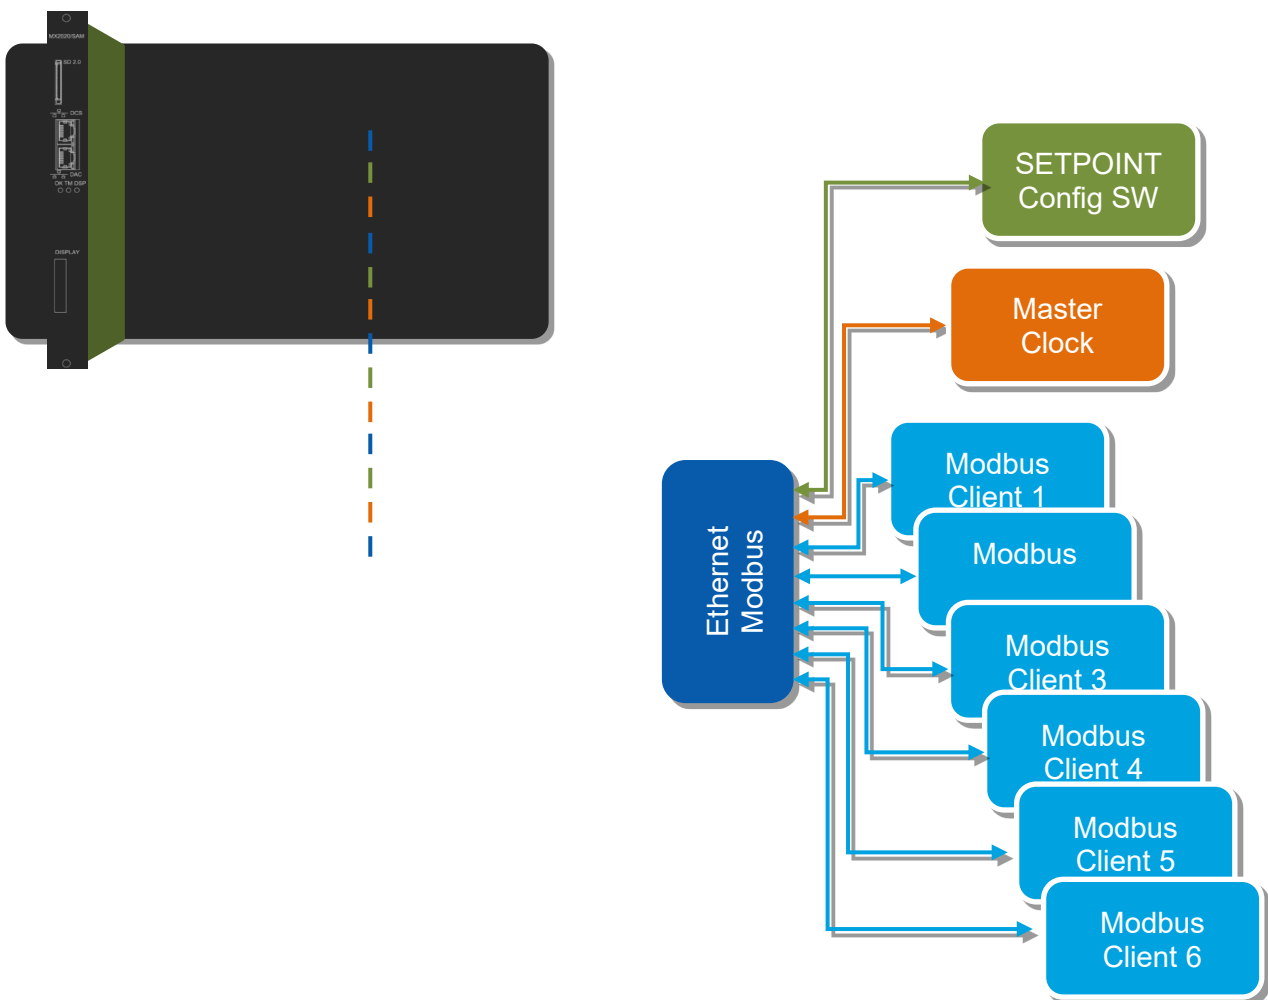 MX2020/SAM
SD 2.0
DCS
DAC
OK TM DSP
DISPLAY
SETPOINT
Config SW
Master
Clock
Ethernet
Modbus
Modbus
Client 1
Modbus
Modbus
Client 3
Modbus
Client 4
Modbus
Client 5
Modbus
Client 6